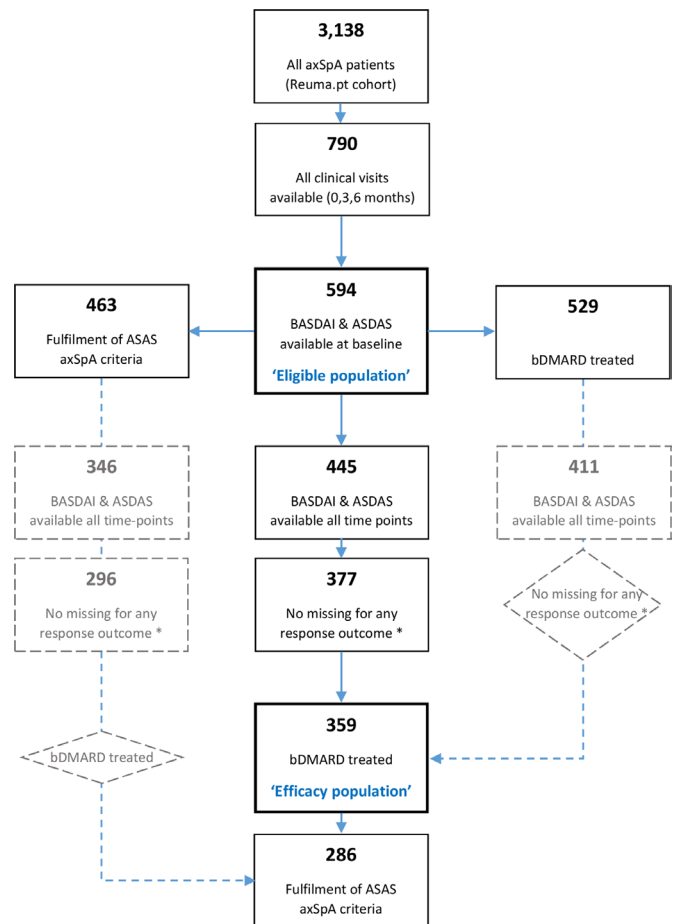 3,138
All axSpA patients
(Reuma.pt cohort)
790
All clinical visits
available (0,3,6 months)
463
Fulfilment of ASAS
axSpA criteria
594
BASDAI & ASDAS
available at baseline
‘Eligible population’
529
bDMARD treated
346
BASDAI & ASDAS
available all time-points
445
BASDAI & ASDAS
available all time points
411
BASDAI & ASDAS
available all time-points
296
No missing for any
response outcome *
377
No missing for any
response outcome *
No missing for any
response outcome *
bDMARD treated
359
bDMARD treated
‘Efficacy population’
286
Fulfilment of ASAS
axSpA criteria